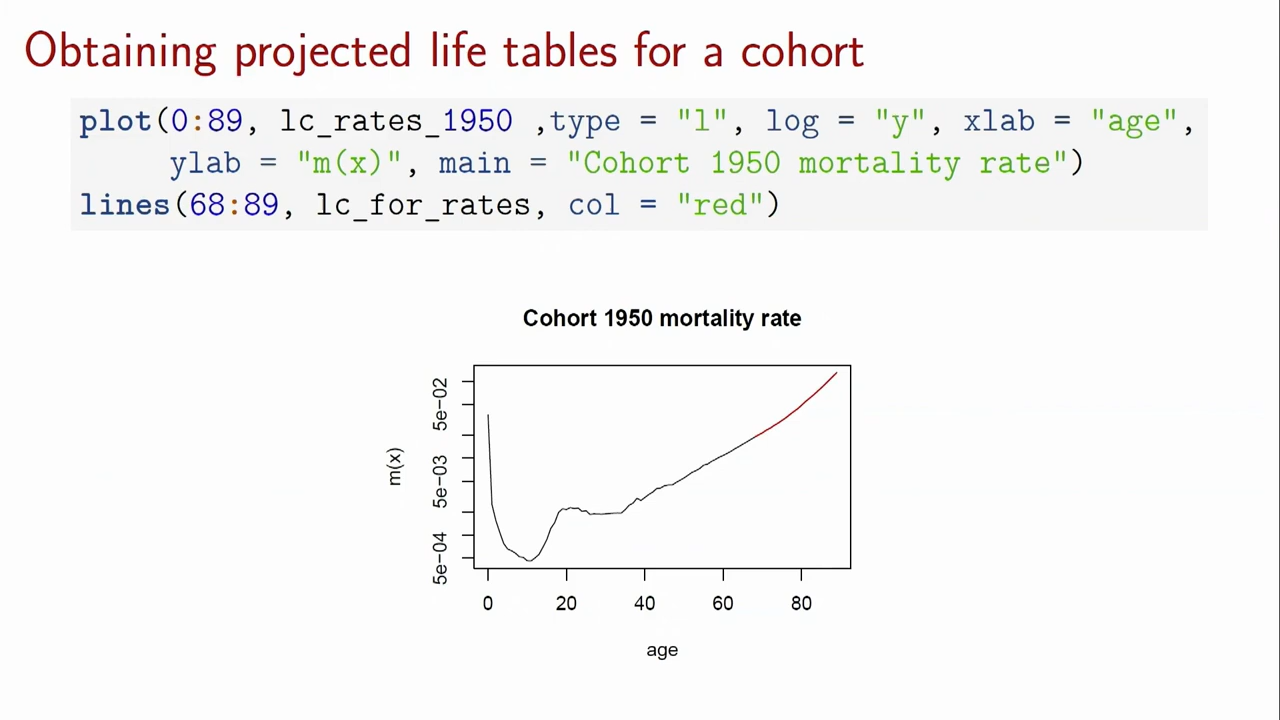 Obtaining projected life tables for a cohort
plot(0:89, lc_rates_1950 ,type = "l", log = "y", xlab = "age",
ylab = "m(x)", main = "Cohort 1950 mortality rate")
lines(68:89, lc_for_rates, col = "red")
Cohort 1950 mortality rate
m(x)
5e−02
5e−03
5e−04
0 20 40 60 80
age